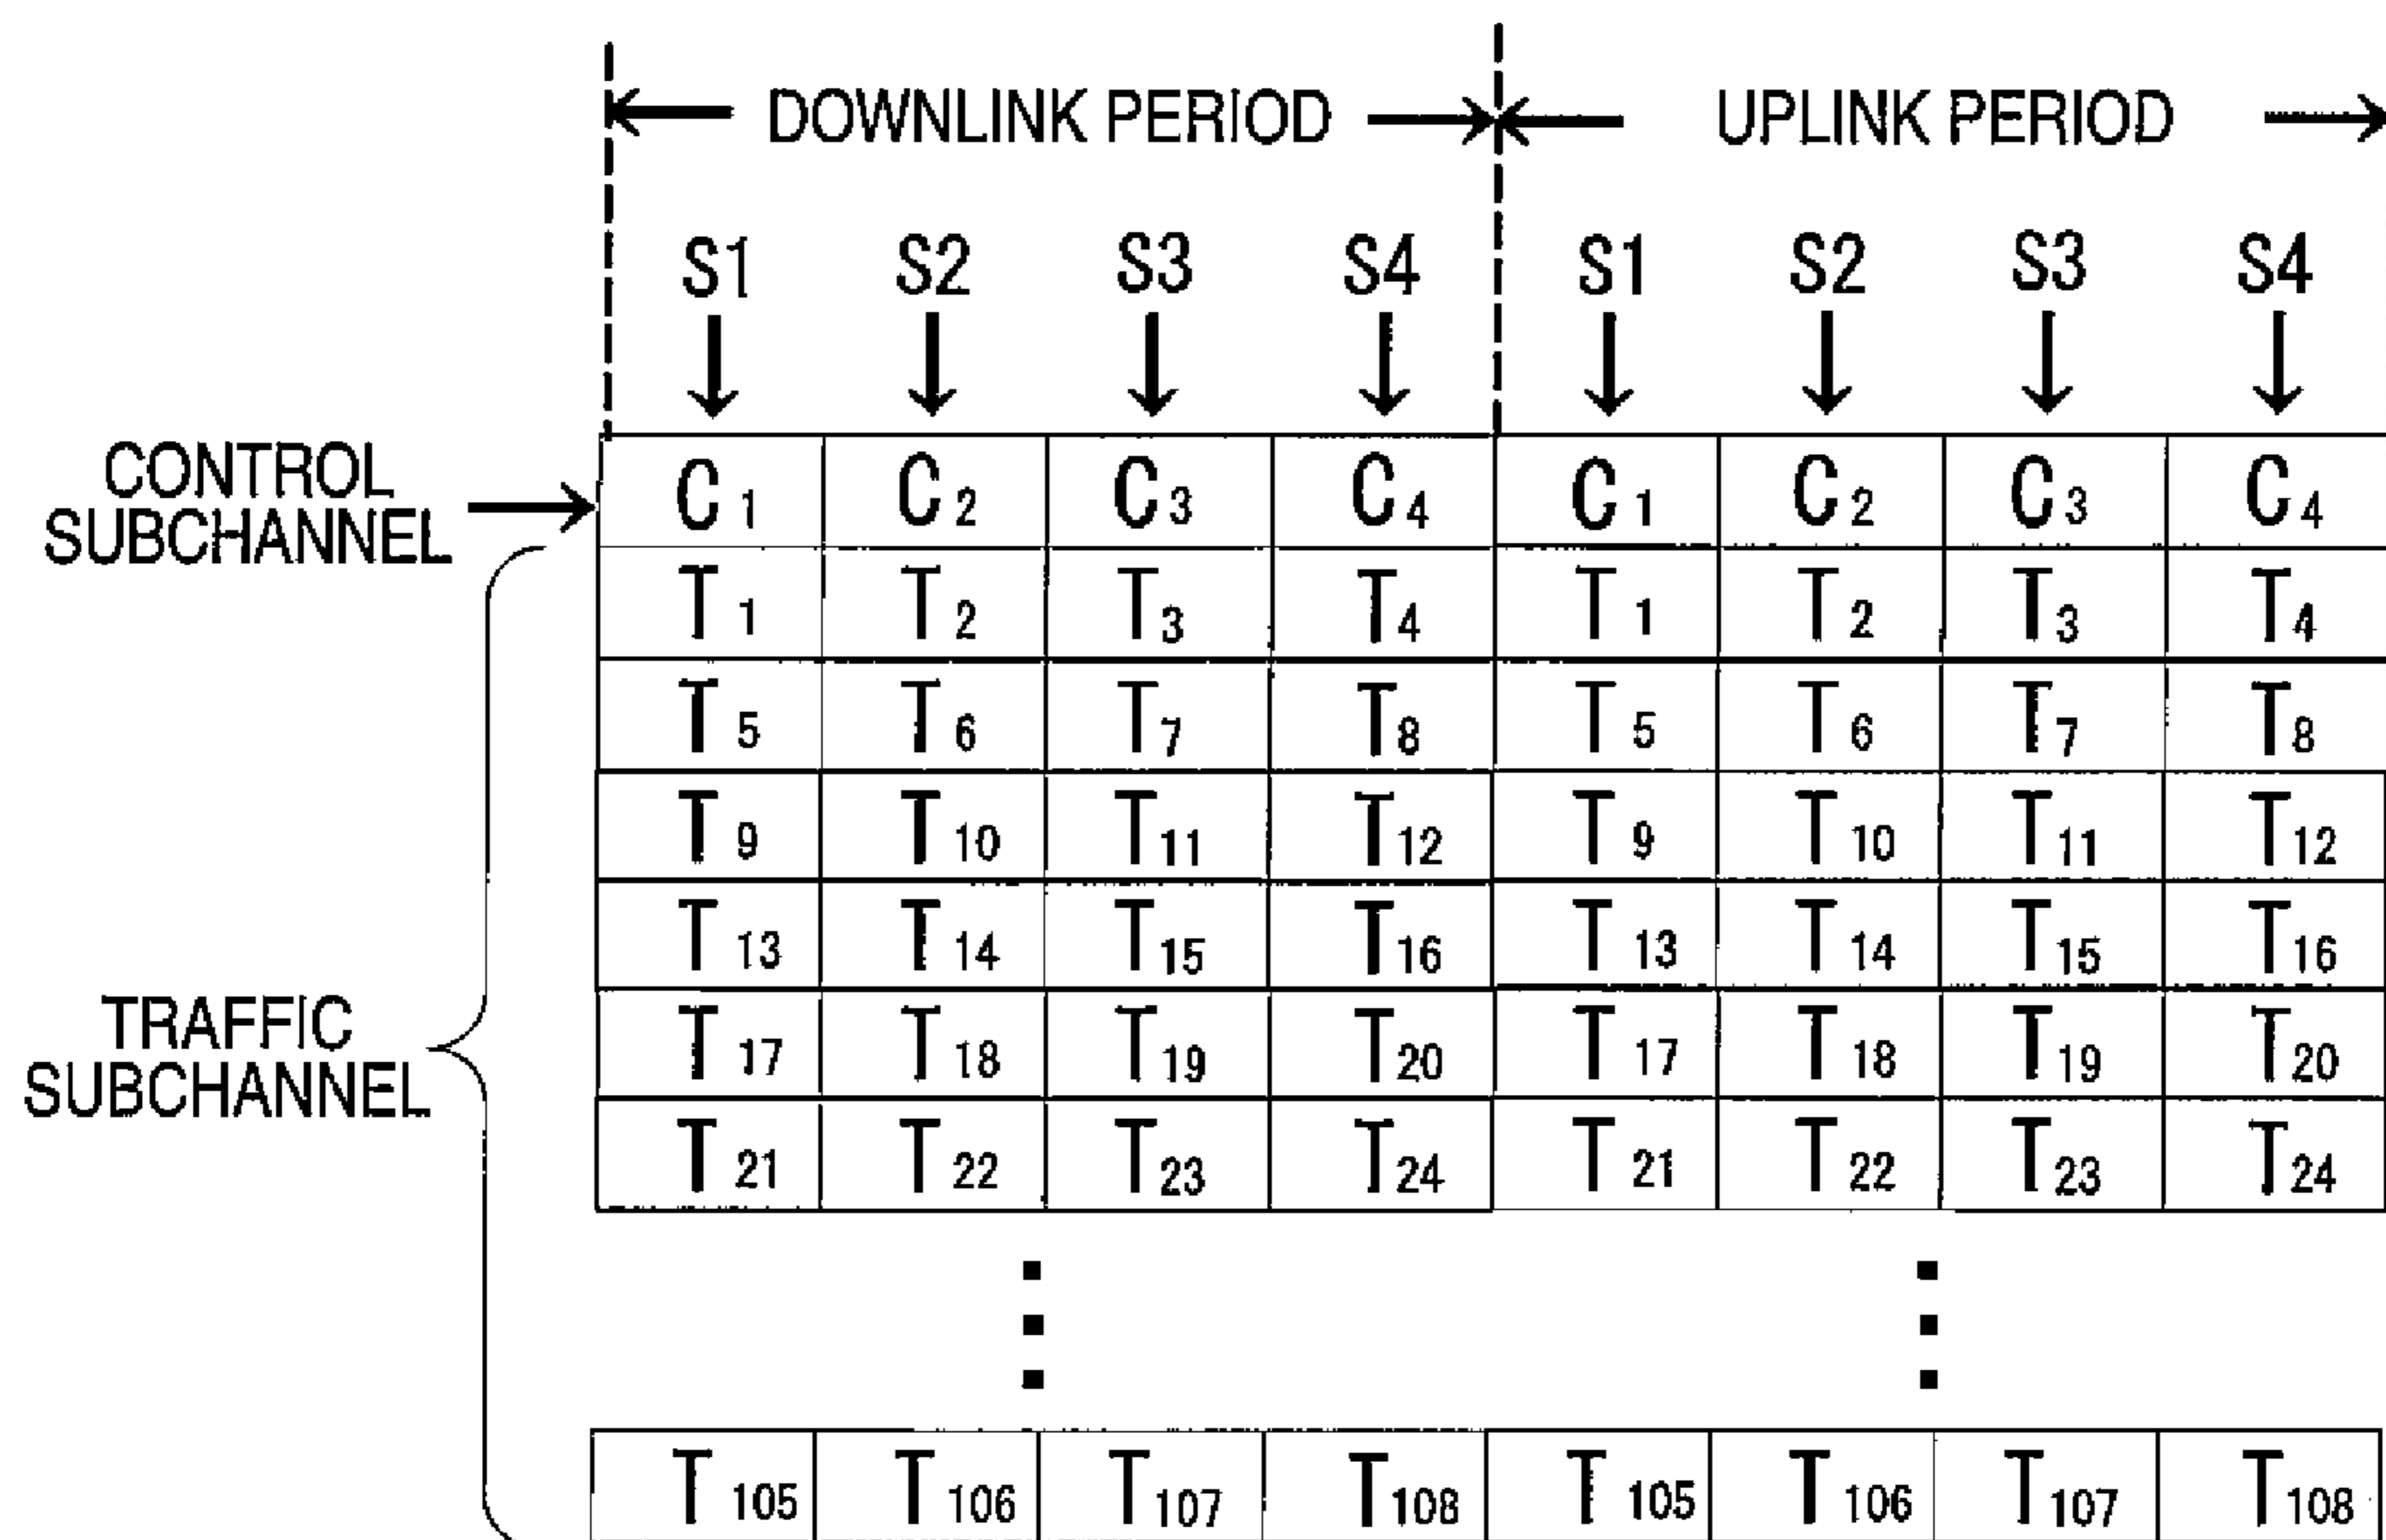 DOWNLINK PERIOD UPLINK PERIOD
S1 S2 S3 S4 S1 S2 S3 S4
CONTROL
SUBCHANNEL
C1 C2 C3 C4 C1 C2 C3 C4
T1 T2 T3 T4 T1 T2 T3 T4
T5 T6 T7 T8 T5 T6 T7 T8
T9 T10 T11 T12 T9 T10 T11 T12
T13 T14 T15 T16 T13 T14 T15 T16
TRAFFIC
SUBCHANNEL
T17 T18 T19 T20 T17 T18 T19 T20
T21 T22 T23 T24 T21 T22 T23 T24
T105 T106 T107 T108 T105 T106 T107 T108